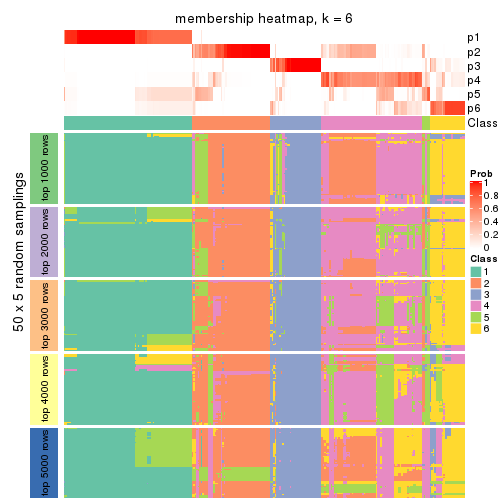 membership heatmap, k = 6
p1
p2
p3
p4
p5
p6
Class
50 x 5 random samplings
top 1000 rows
top 2000 rows
top 3000 rows
top 4000 rows
top 5000 rows
Prob
1
0.8
0.6
0.4
0.2
0
Class
1
2
3
4
5
6